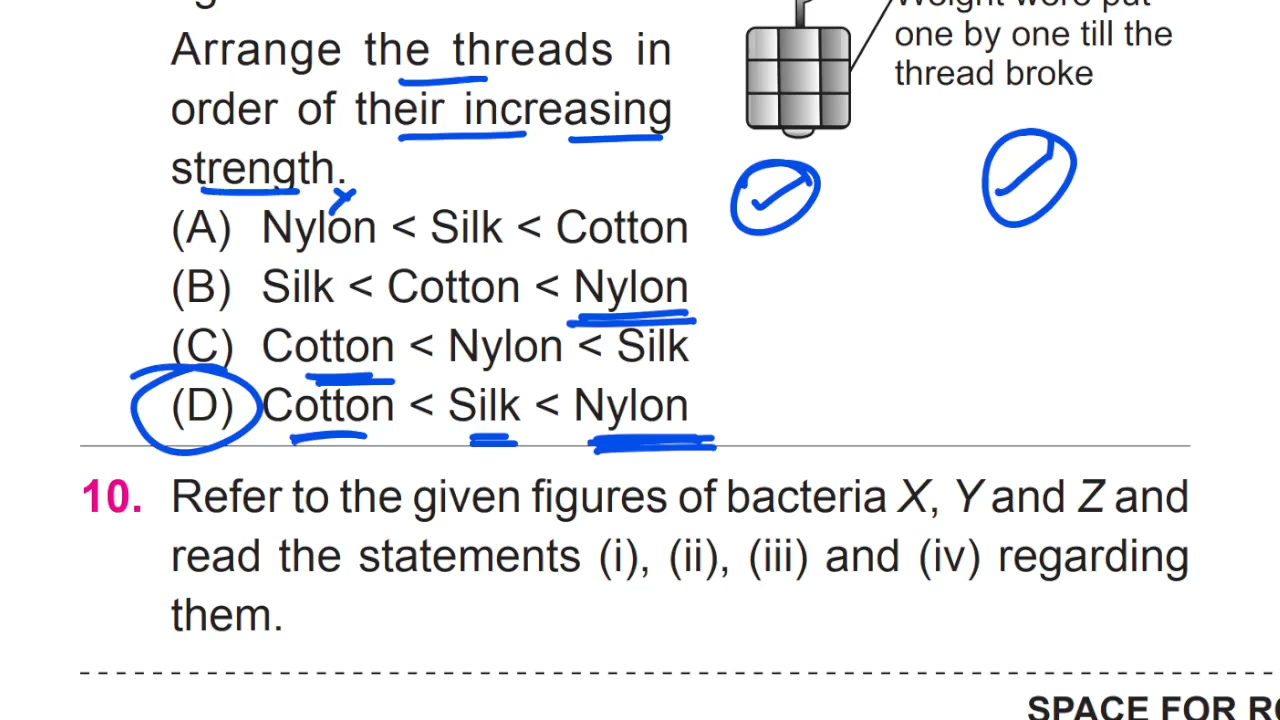 Arrange the threads in
order of their increasing
strength.
(A) Nylon < Silk < Cotton
(B) Silk < Cotton < Nylon
(C) Cotton < Nylon < Silk
(D) Cotton < Silk < Nylon
one by one till the
thread broke
10. Refer to the given figures of bacteria X, Y and Z and
read the statements (i), (ii), (iii) and (iv) regarding
them.
SPACE FOR